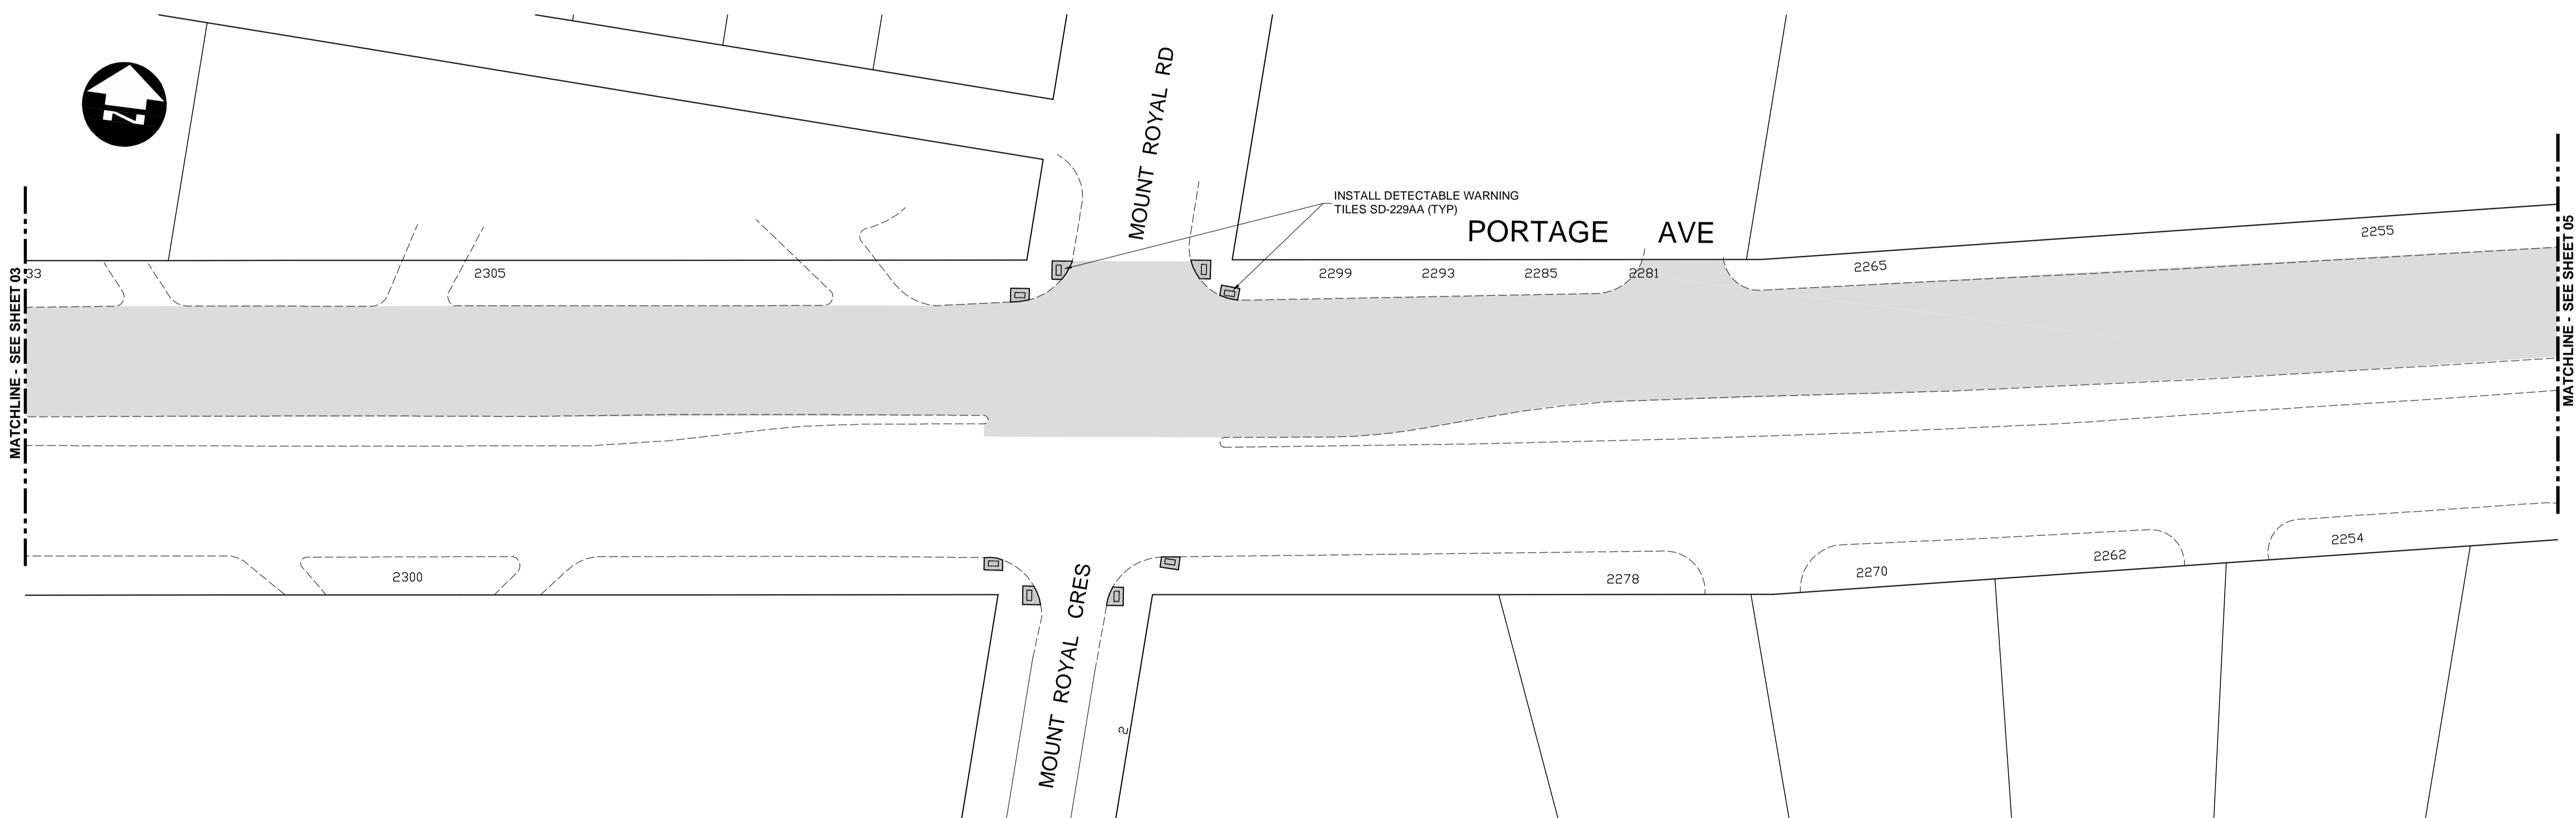 N
MOUNT ROYAL RD
INSTALL DETECTABLE WARNING
TILES SD-229AA (TYP)
PORTAGE AVE
MATCHLINE - SEE SHEET 03
33
2305
2299
2293
2285
2281
2265
2255
MATCHLINE - SEE SHEET 05
2300
MOUNT ROYAL CRES
2
2278
2270
2262
2254